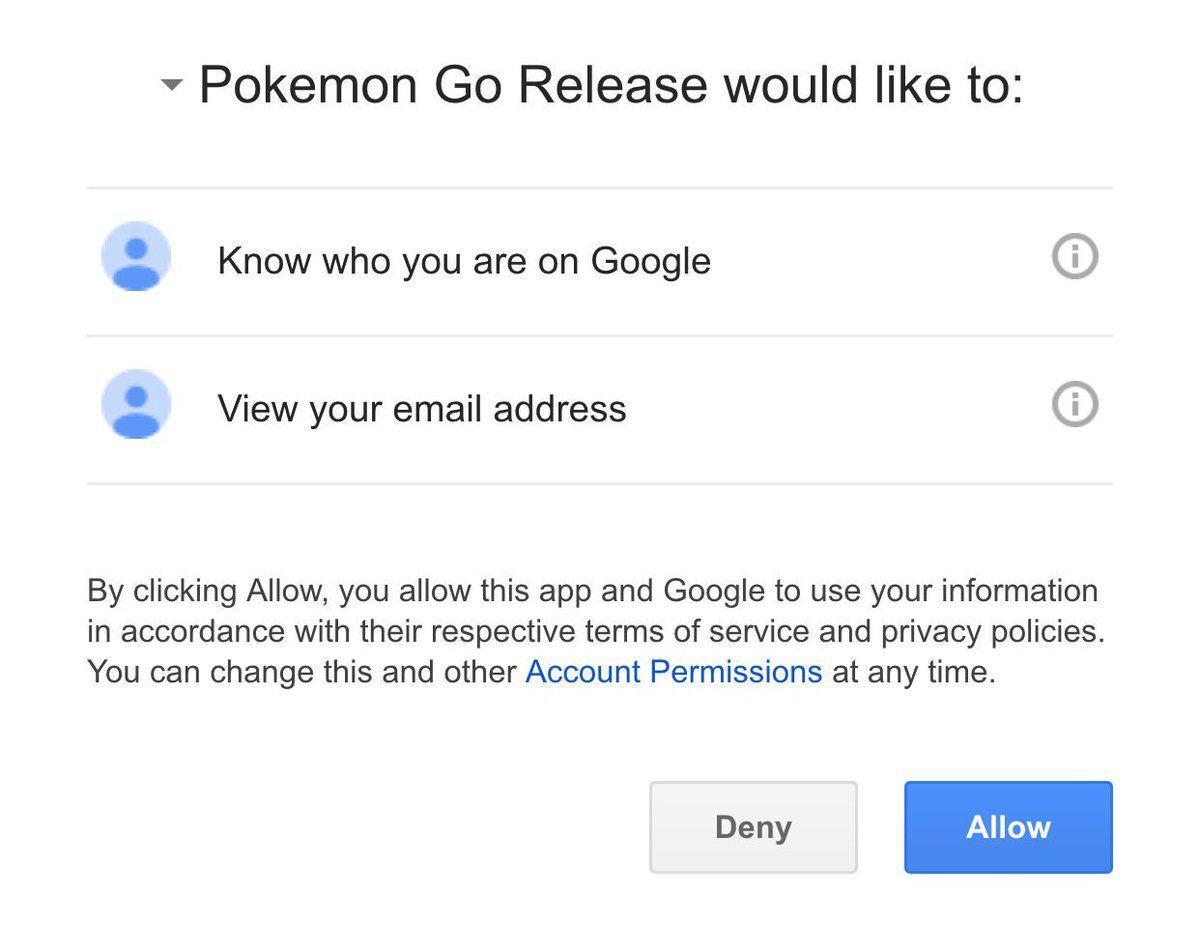 Pokemon Go Release would like to:
Know who you are on Google
View your email address
By clicking Allow, you allow this app and Google to use your information
in accordance with their respective terms of service and privacy policies.
You can change this and other Account Permissions at any time.
Deny
Allow